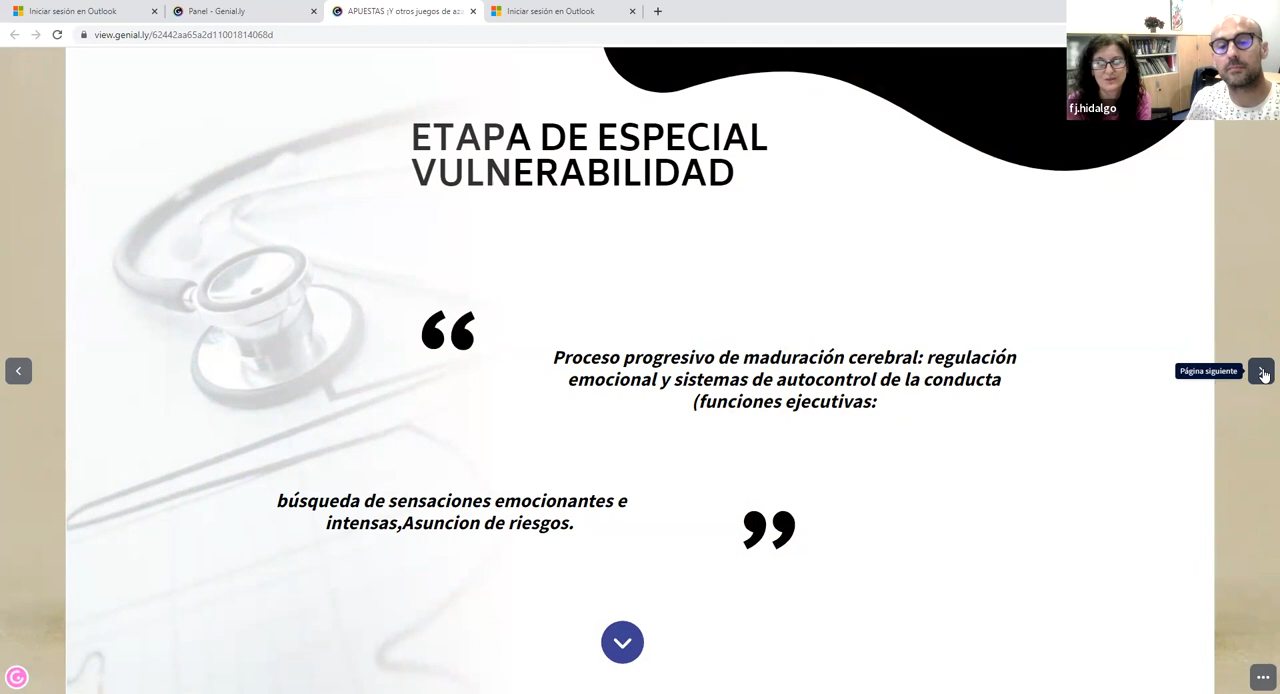 Iniciar sesión en Outlook
Panel - Genial.ly
APUESTAS ¡Y otros juegos de aza
Iniciar sesión en Outlook
view.genial.ly/62442aa65a2d11001814068d
fj.hidalgo
ETAPA DE ESPECIAL
VULNERABILIDAD
Proceso progresivo de maduración cerebral: regulación
emocional y sistemas de autocontrol de la conducta
(funciones ejecutivas:
Página siguiente
búsqueda de sensaciones emocionantes e
intensas,Asuncion de riesgos.